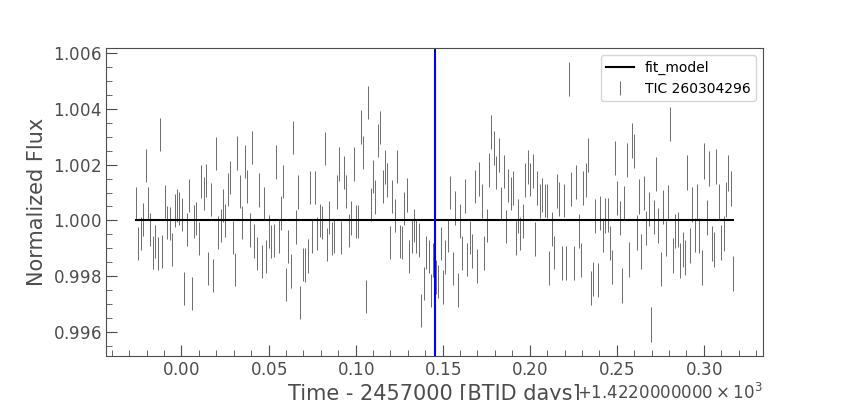 1.006
1.004
1.002
1.000
0.998
0.996
Normalized Flux
fit_model
TIC 260304296
0.00
0.05
0.10
0.15
0.20
0.25
0.30
Time - 2457000 [BTJD days]
+1.4220000000 × 10³